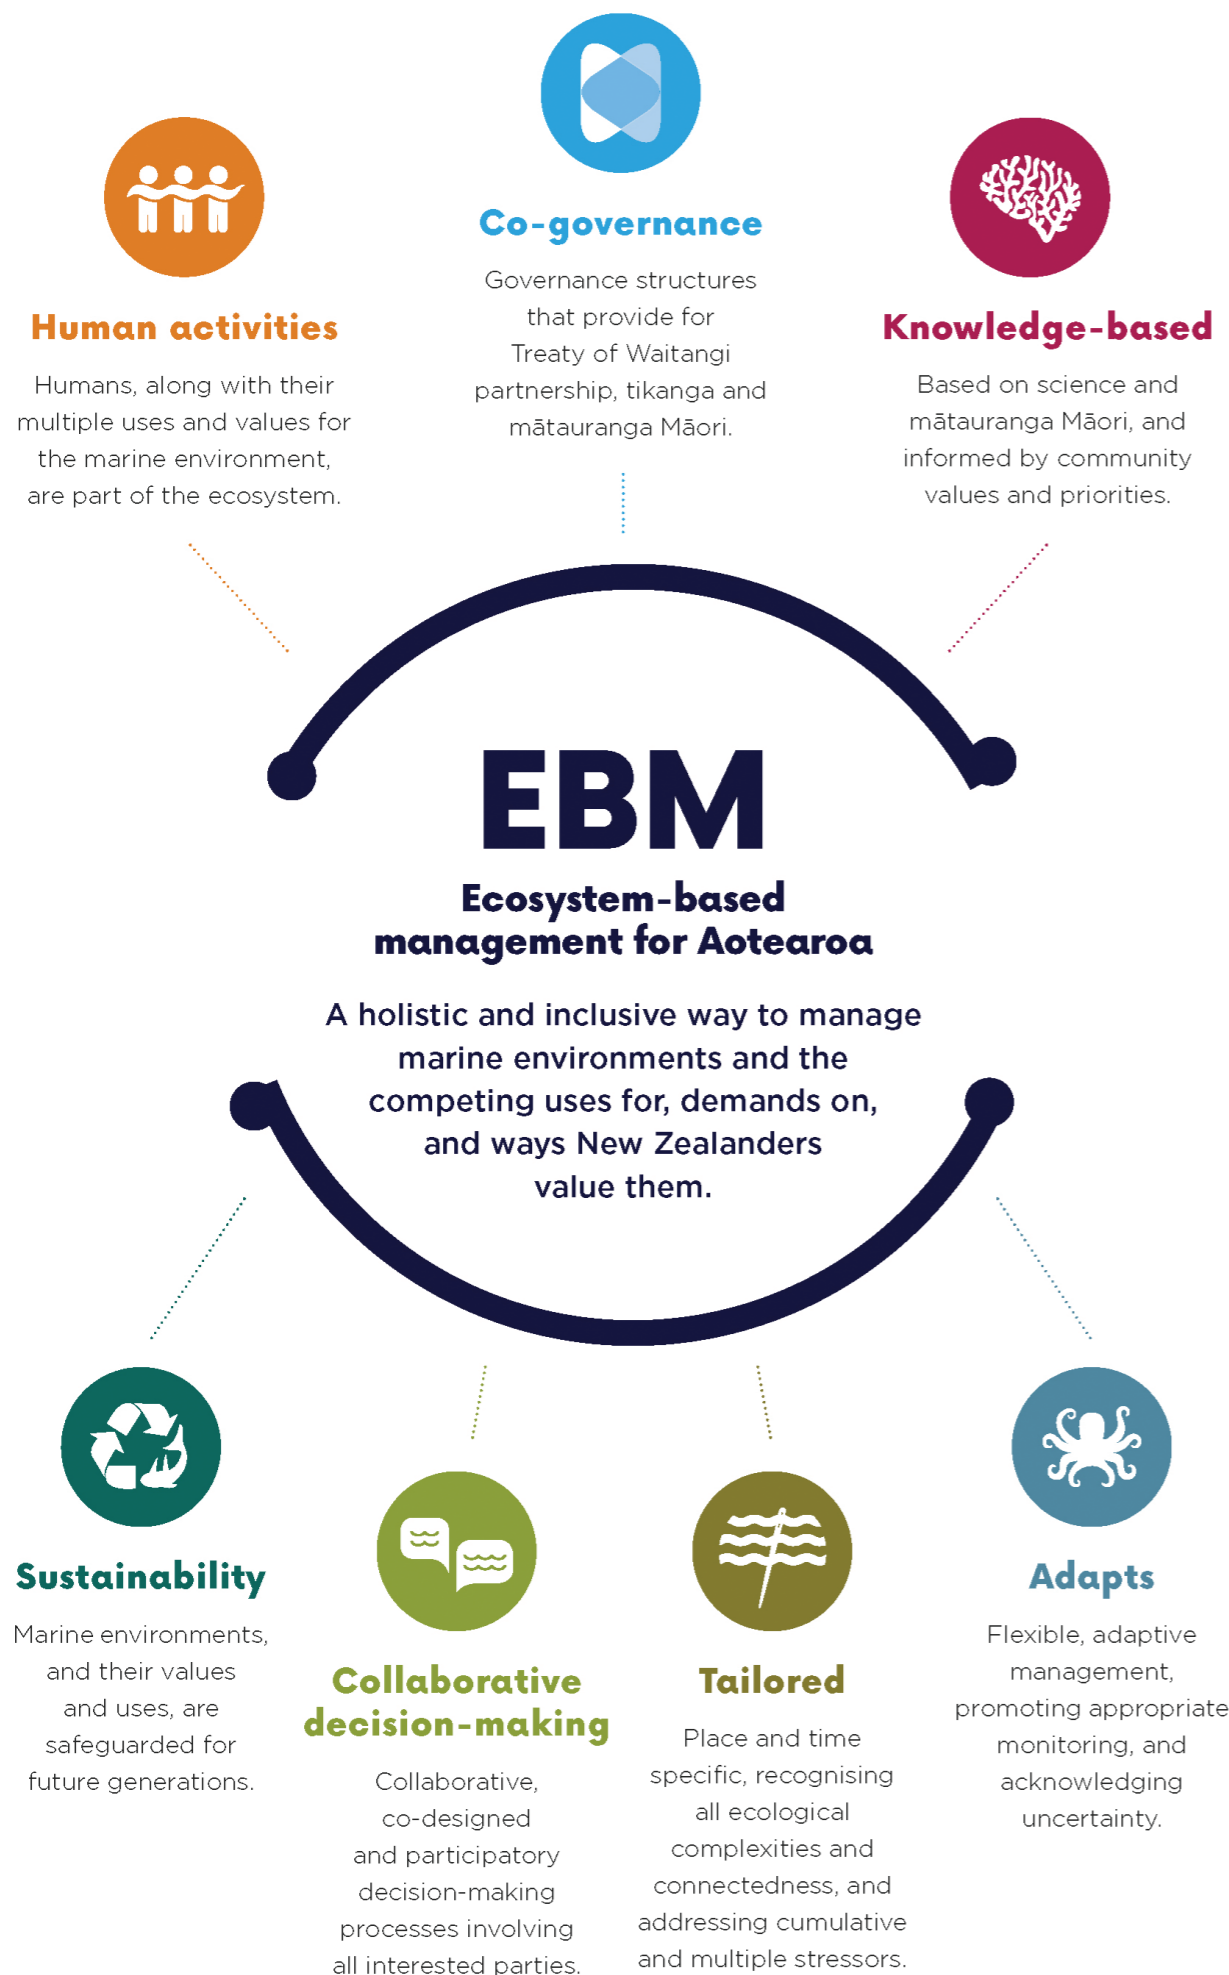 Co-governance
Governance structures
that provide for
Treaty of Waitangi
partnership, tikanga and
mātauranga Māori.
Human activities
Humans, along with their
multiple uses and values for
the marine environment,
are part of the ecosystem.
Knowledge-based
Based on science and
mātauranga Māori, and
informed by community
values and priorities.
EBM
Ecosystem-based
management for Aotearoa
A holistic and inclusive way to manage
marine environments and the
competing uses for, demands on,
and ways New Zealanders
value them.
Sustainability
Marine environments,
and their values
and uses, are
safeguarded for
future generations.
Collaborative
decision-making
Collaborative,
co-designed
and participatory
decision-making
processes involving
all interested parties.
Tailored
Place and time
specific, recognising
all ecological
complexities and
connectedness, and
addressing cumulative
and multiple stressors.
Adapts
Flexible, adaptive
management,
promoting appropriate
monitoring, and
acknowledging
uncertainty.